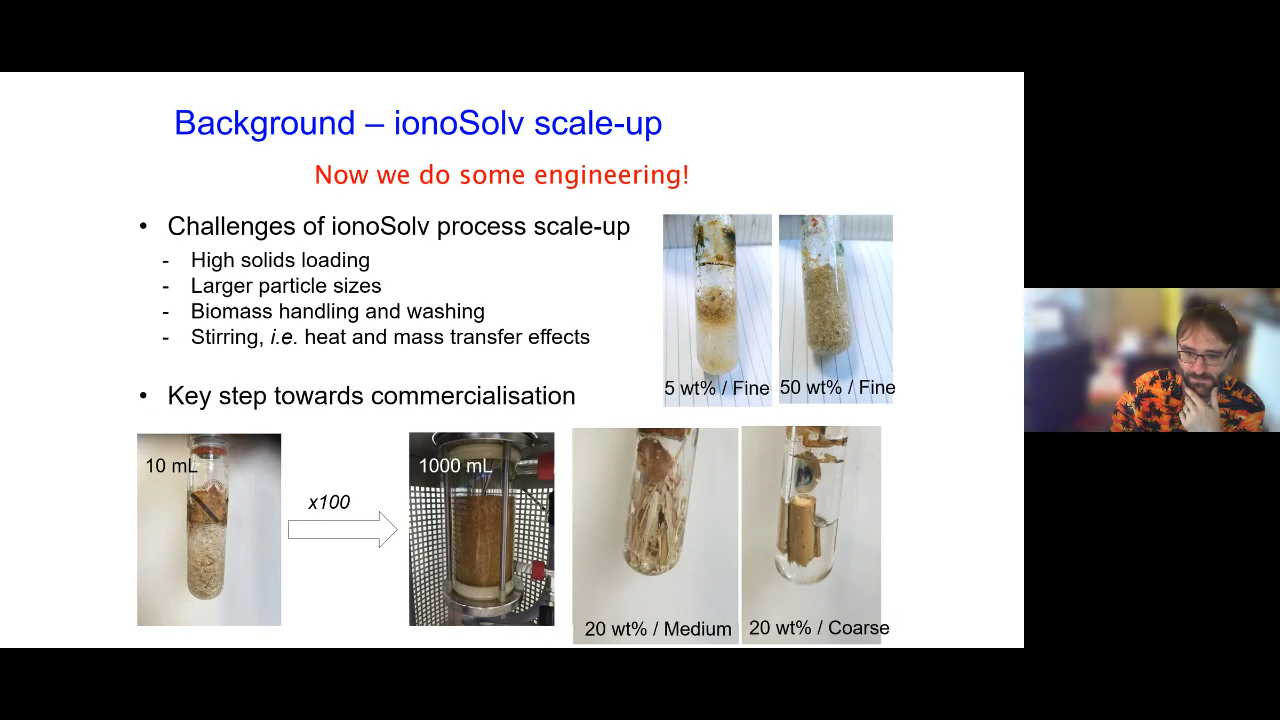 Background – ionoSolv scale-up
Now we do some engineering!
• Challenges of ionoSolv process scale-up
- High solids loading
- Larger particle sizes
- Biomass handling and washing
- Stirring, i.e. heat and mass transfer effects
• Key step towards commercialisation
5 wt% / Fine
50 wt% / Fine
10 mL
x100
1000 mL
20 wt% / Medium
20 wt% / Coarse